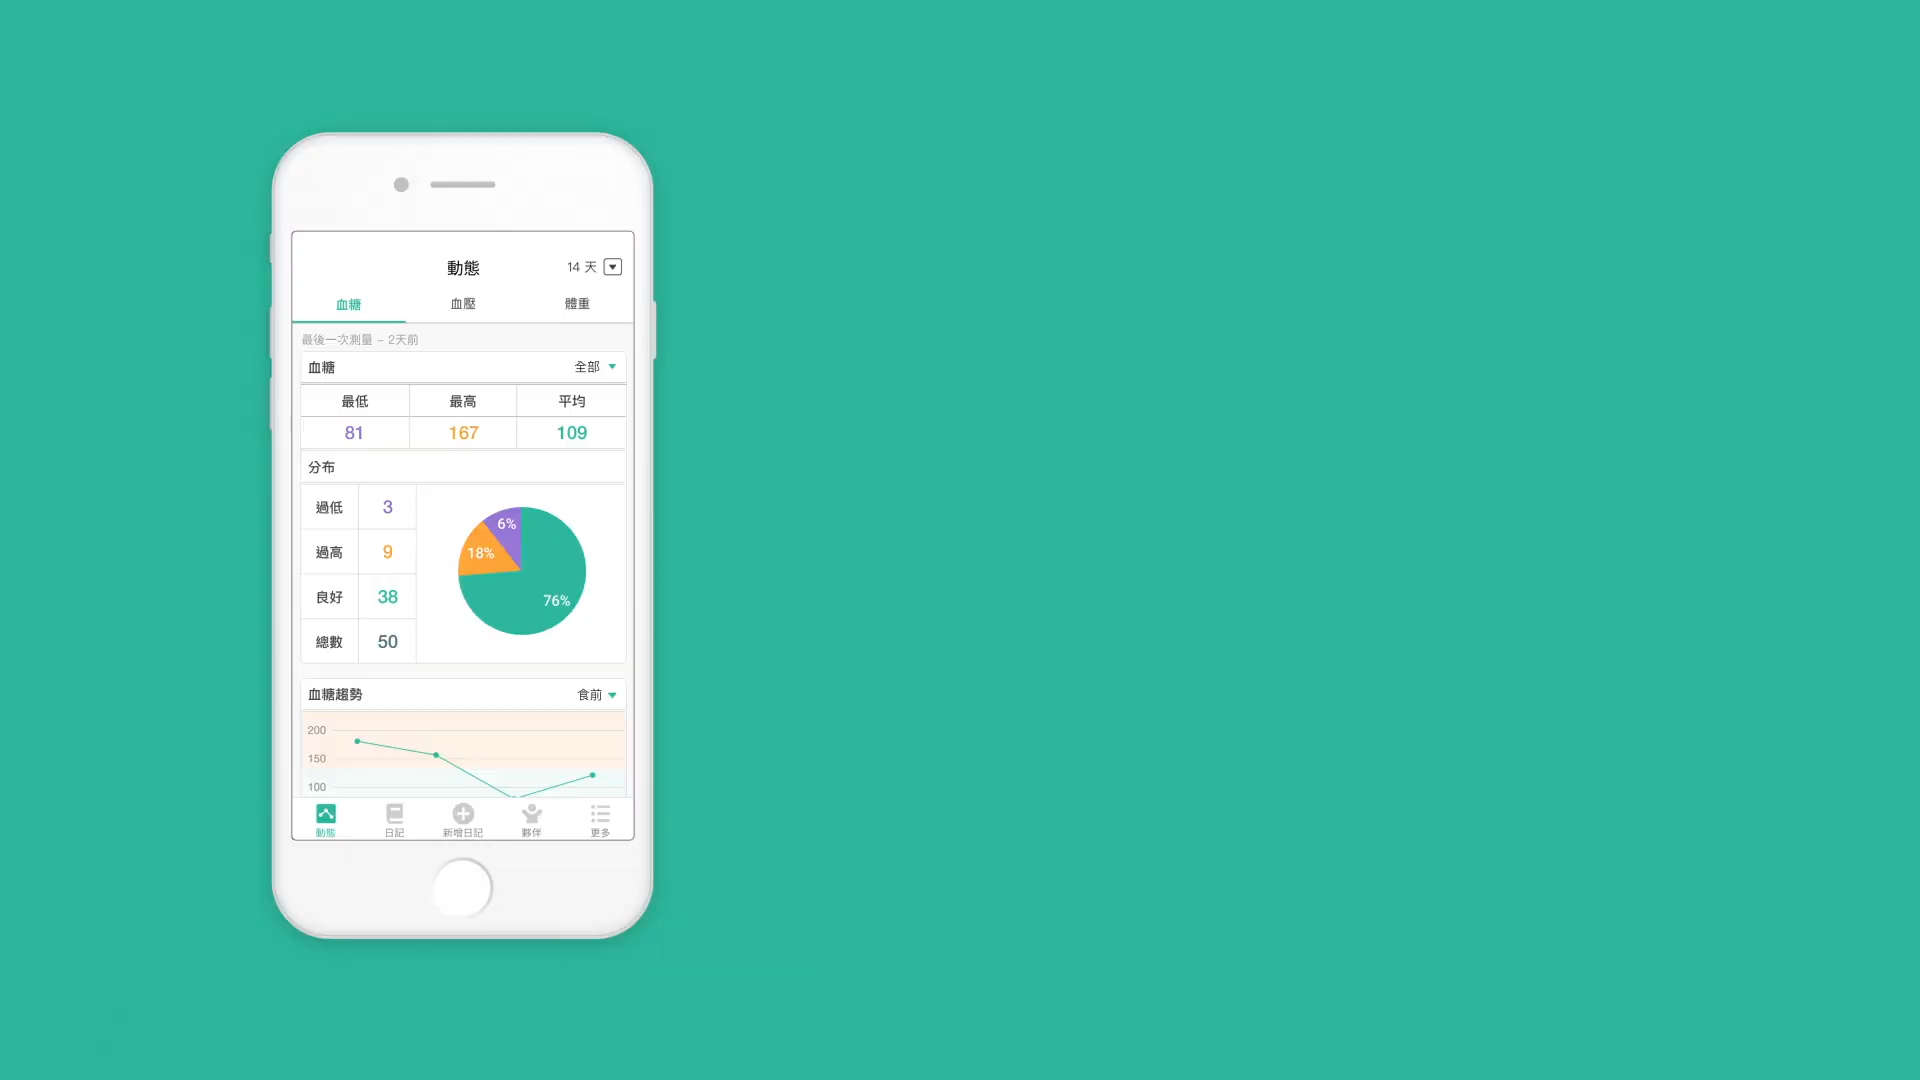 動態
14 天
血糖 血壓 體重
最後一次測量 – 2天前
血糖 全部
最低 最高 平均
81 167 109
分布
過低 3
過高 9
良好 38
總數 50
6%
18%
76%
血糖趨勢 食前
200
150
100
動態 日記 新增日記 夥伴 更多